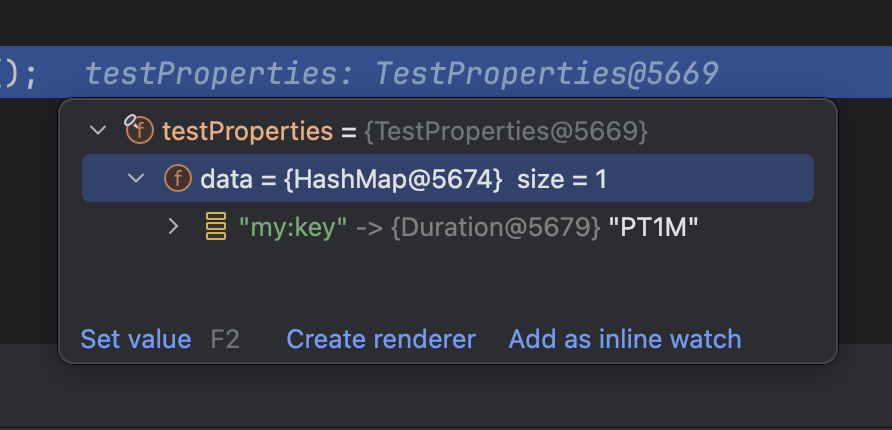 ); testProperties: TestProperties@5669
f testProperties = {TestProperties@5669}
f data = {HashMap@5674} size = 1
"my:key" -> {Duration@5679} "PT1M"
Set value F2 Create renderer Add as inline watch